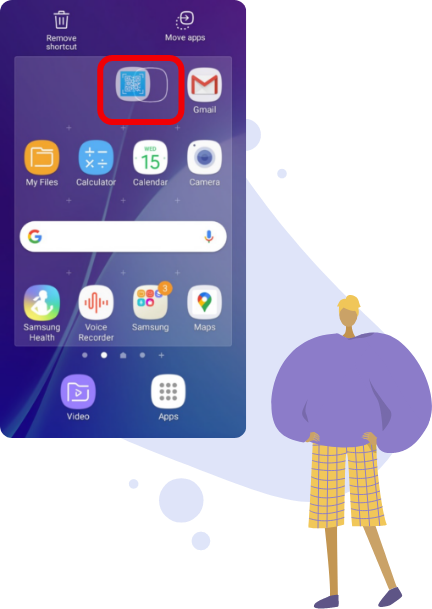 Remove
shortcut
Move apps
Gmail
My Files
Calculator
WED
15
Calendar
Camera
G
3
Samsung
Health
Voice
Recorder
Samsung
Maps
Video
Apps